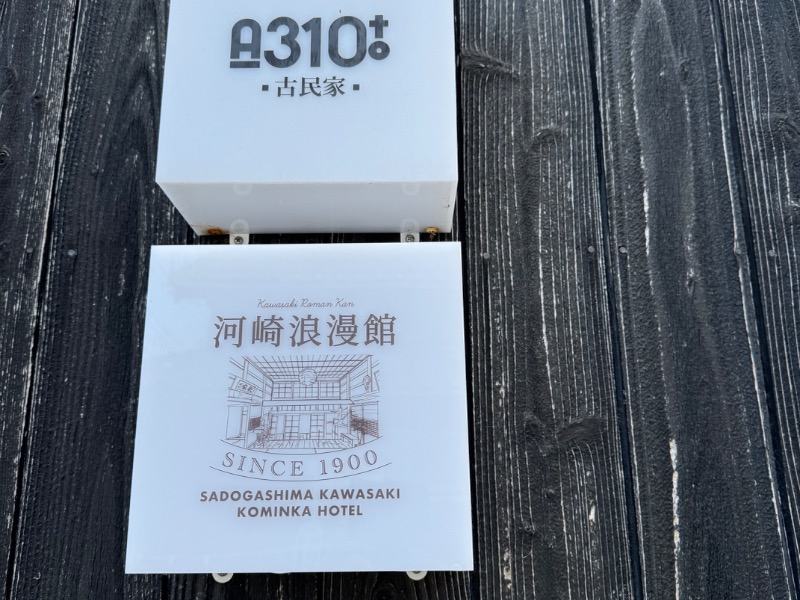 A310
古民家
Kawasaki Roman Kan
河崎浪漫館
SINCE 1900
SADOGASHIMA KAWASAKI
KOMINKA HOTEL